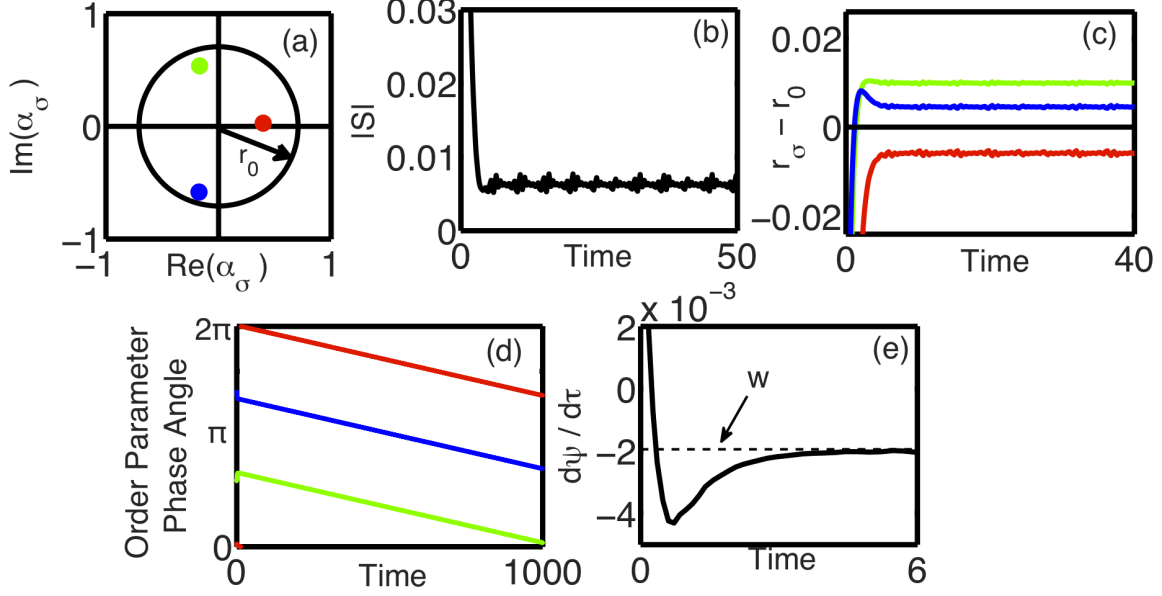 1
(a)
Im(α_σ)
0
r_0
−1
−1
Re(α_σ)
1
0.03
(b)
0.02
|S|
0.01
0
0
Time
50
0.02
(c)
r_σ − r_0
0
−0.02
0
Time
40
2π
(d)
Order Parameter
Phase Angle
π
0
0
Time
1000
x 10^−3
2
(e)
0
w
dψ / dτ
−2
−4
0
Time
6